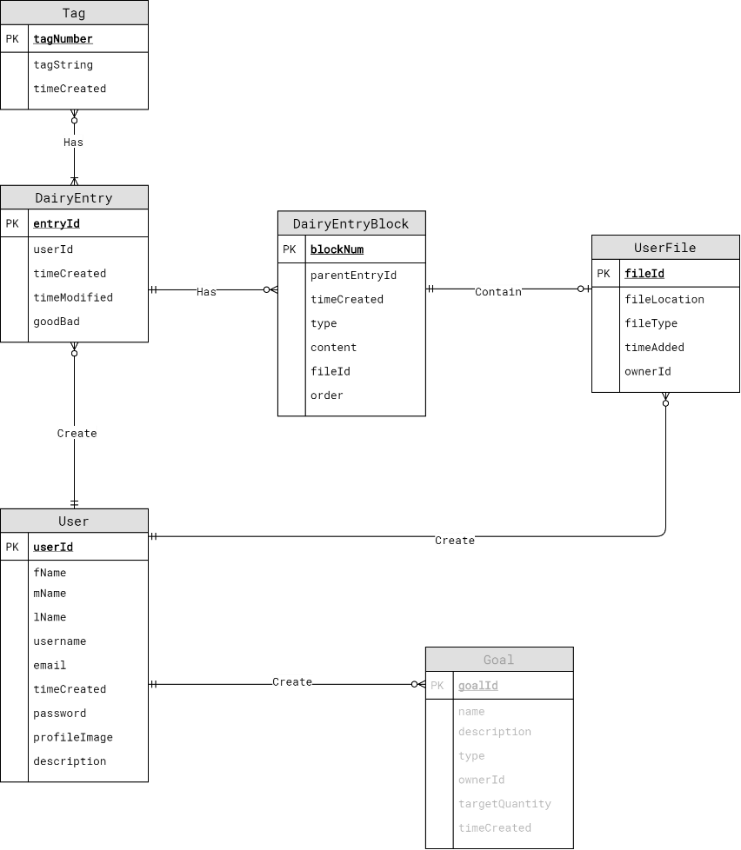 Tag
PK tagNumber
tagString
timeCreated
Has
DairyEntry
PK entryId
userId
timeCreated
timeModified
goodBad
Has
DairyEntryBlock
PK blockNum
parentEntryId
timeCreated
type
content
fileId
order
Contain
UserFile
PK fileId
fileLocation
fileType
timeAdded
ownerId
Create
User
PK userId
fName
mName
lName
username
email
timeCreated
password
profileImage
description
Create
Create
Goal
PK goalId
name
description
type
ownerId
targetQuantity
timeCreated